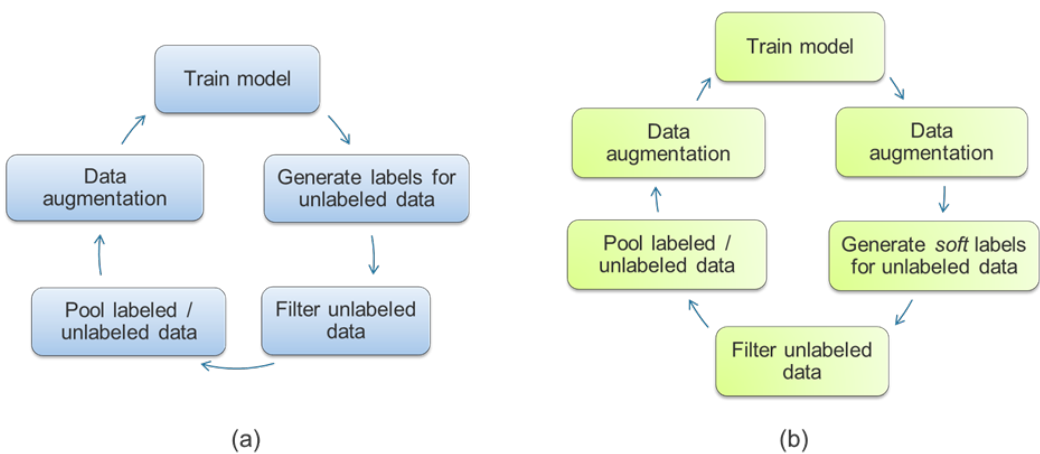 Train model
Generate labels for
unlabeled data
Filter unlabeled
data
Pool labeled /
unlabeled data
Data
augmentation
(a)
Train model
Data
augmentation
Generate soft labels
for unlabeled data
Filter unlabeled
data
Pool labeled /
unlabeled data
Data
augmentation
(b)